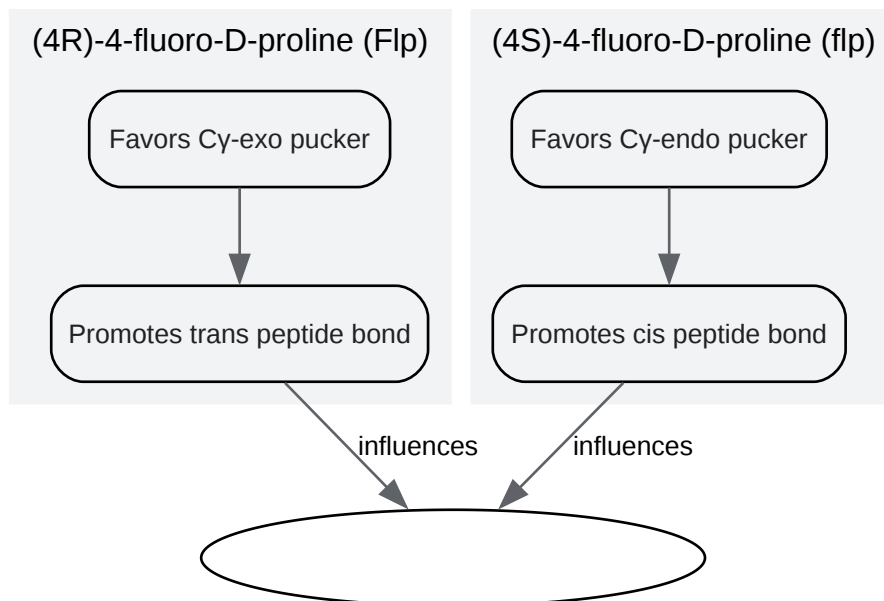 (4R)-4-fluoro-D-proline (Flp)
Favors Cγ-exo pucker
Promotes trans peptide bond
(4S)-4-fluoro-D-proline (flp)
Favors Cγ-endo pucker
Promotes cis peptide bond
influences
influences